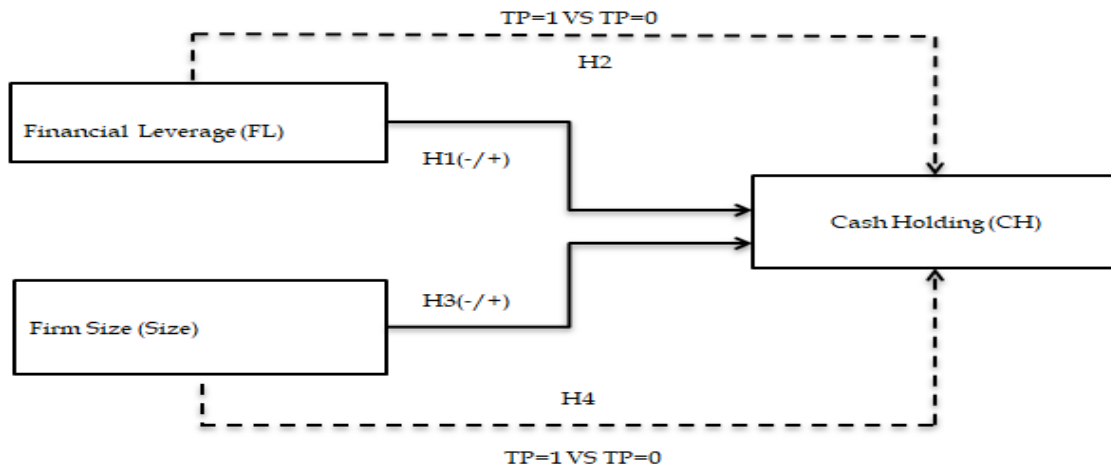 TP=1 VS TP=0
H2
Financial Leverage (FL)
H1(-/+)
Cash Holding (CH)
H3(-/+)
Firm Size (Size)
H4
TP=1 VS TP=0